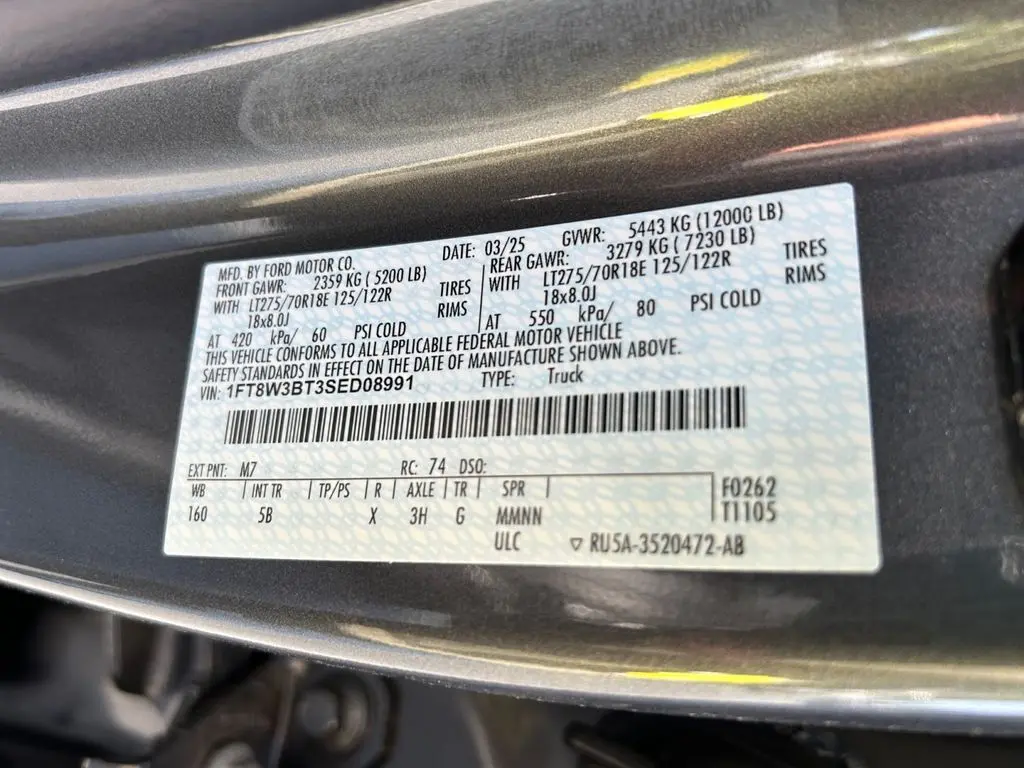 MFD. BY FORD MOTOR CO.
DATE: 03/25 GVWR: 5443 KG (12000 LB)
FRONT GAWR: 2359 KG ( 5200 LB)
REAR GAWR: 3279 KG ( 7230 LB)
WITH LT275/70R18E 125/122R TIRES
WITH LT275/70R18E 125/122R TIRES
18x8.0J RIMS
18x8.0J RIMS
AT 420 kPa/ 60 PSI COLD
AT 550 kPa/ 80 PSI COLD
THIS VEHICLE CONFORMS TO ALL APPLICABLE FEDERAL MOTOR VEHICLE
SAFETY STANDARDS IN EFFECT ON THE DATE OF MANUFACTURE SHOWN ABOVE.
VIN: 1FT8W3BT3SED08991 TYPE: Truck
EXT PNT: M7 RC: 74 DSO:
WB INT TR TP/PS R AXLE TR SPR F0262
160 5B X 3H G MMNN T1105
ULC ▽ RU5A-3520472-AB